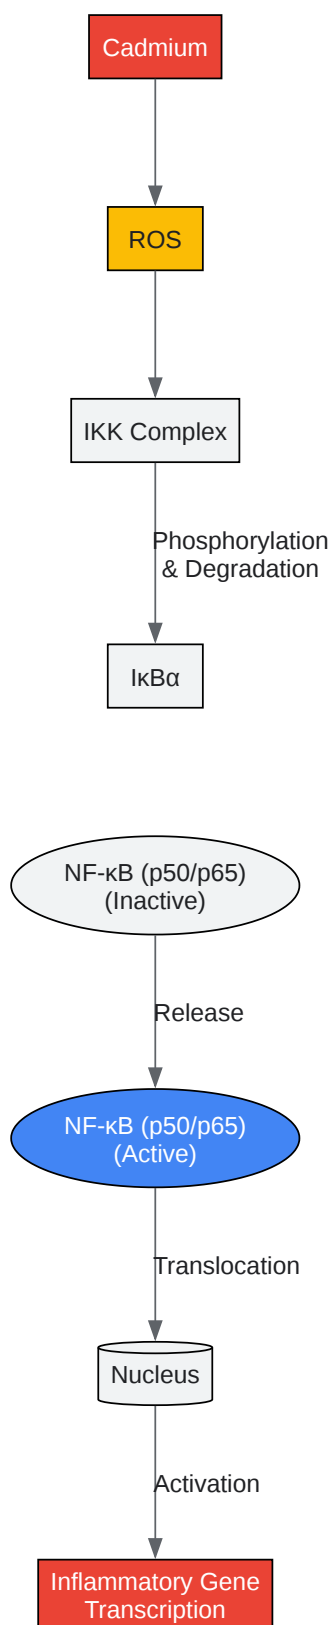 Cadmium
ROS
IKK Complex
Phosphorylation
& Degradation
IκBα
NF-κB (p50/p65)
(Inactive)
Release
NF-κB (p50/p65)
(Active)
Translocation
Nucleus
Activation
Inflammatory Gene
Transcription